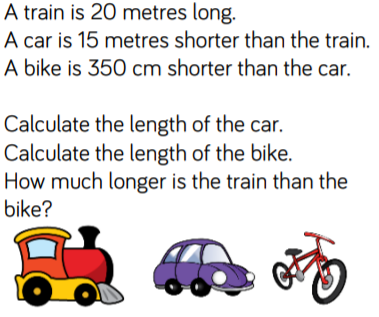 A train is 20 metres long.
A car is 15 metres shorter than the train.
A bike is 350 cm shorter than the car.
Calculate the length of the car.
Calculate the length of the bike.
How much longer is the train than the
bike?